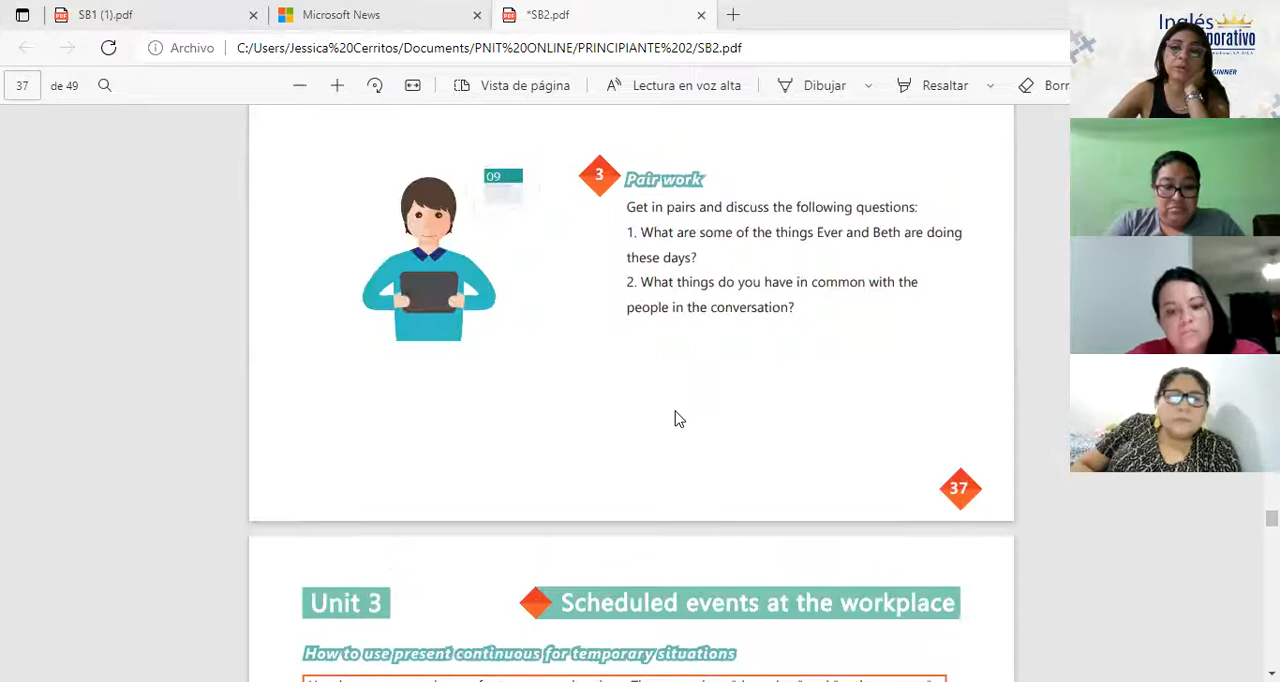 SB1 (1).pdf
Microsoft News
*SB2.pdf
Archivo
C:/Users/Jessica%20Cerritos/Documents/PNIT%20ONLINE/PRINCIPIANTE%202/SB2.pdf
37
de 49
Vista de página
Lectura en voz alta
Dibujar
Resaltar
Borr
Inglés
porativo
GINNER
09
3
Pair work
Get in pairs and discuss the following questions:
1. What are some of the things Ever and Beth are doing
these days?
2. What things do you have in common with the
people in the conversation?
37
Unit 3
Scheduled events at the workplace
How to use present continuous for temporary situations